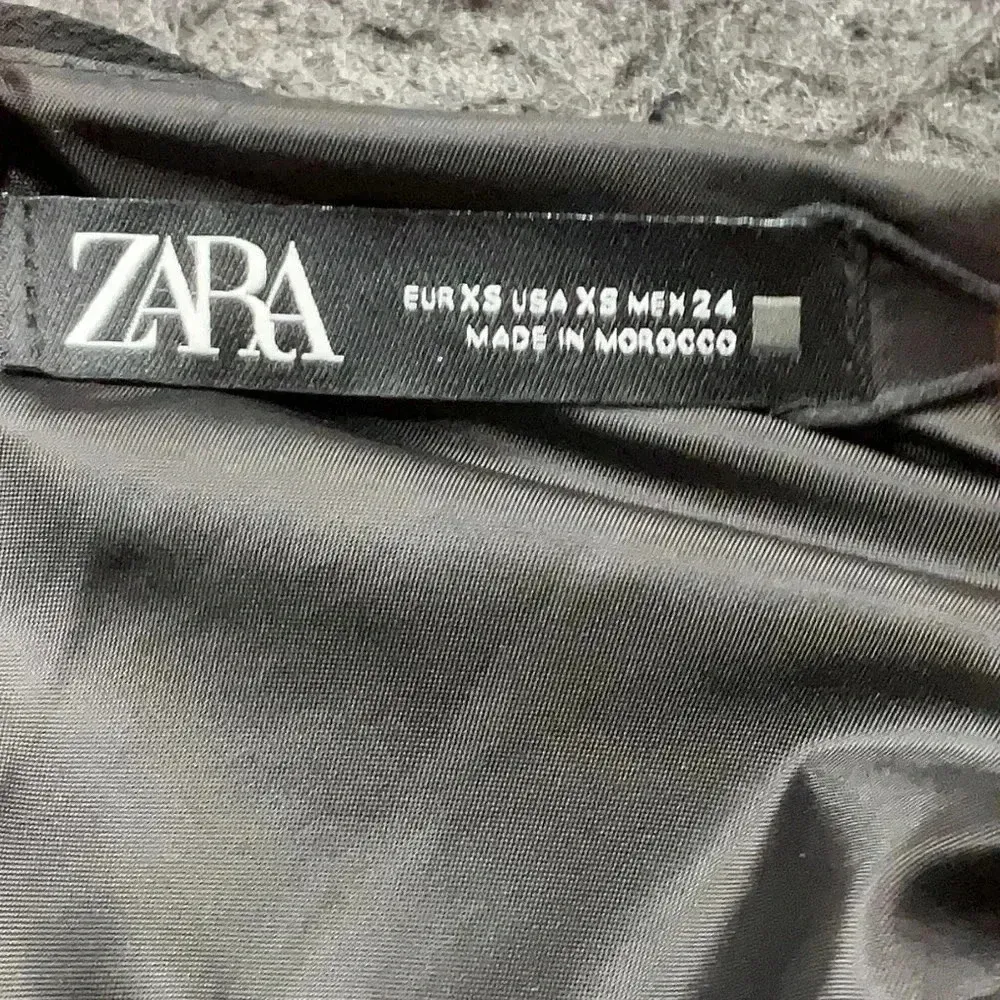 ZARA
EUR XS USA XS MEX 24
MADE IN MOROCCO